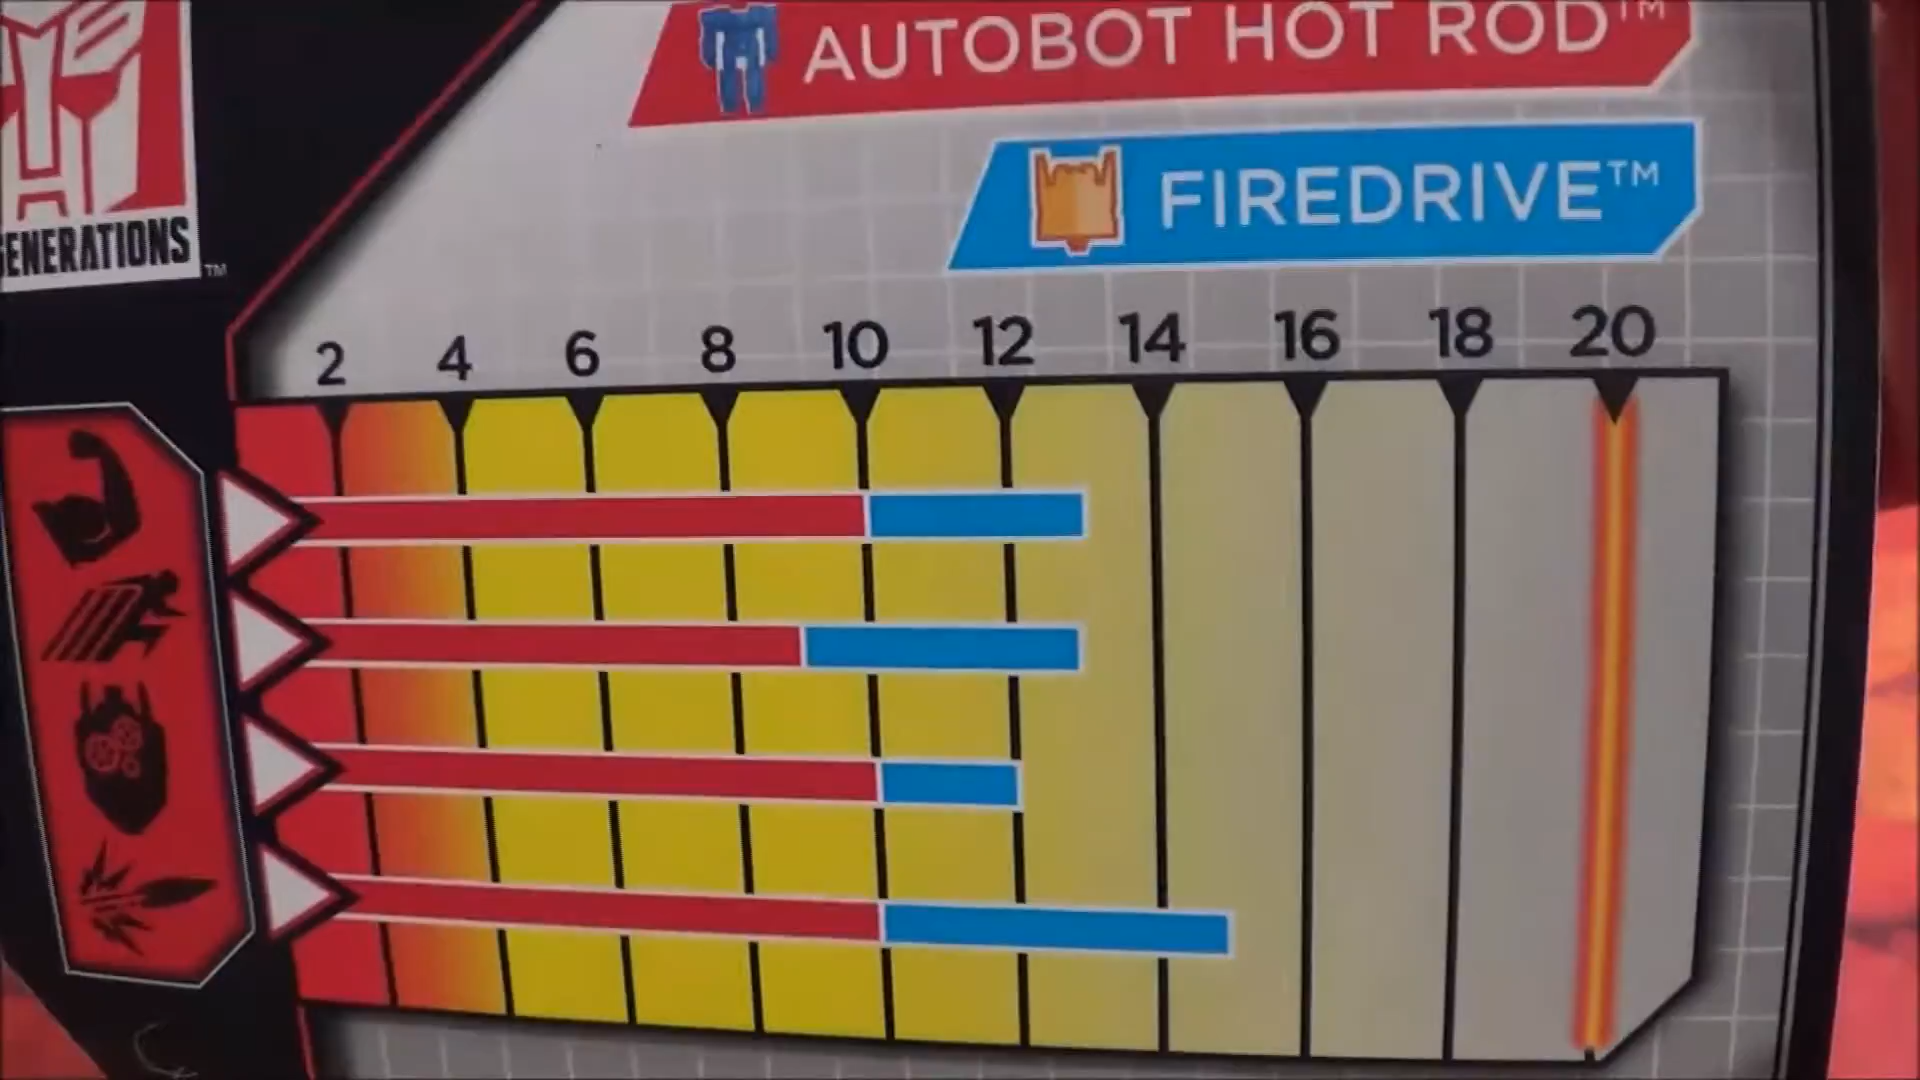 AUTOBOT HOT ROD™
FIREDRIVE™
GENERATIONS™
2 4 6 8 10 12 14 16 18 20